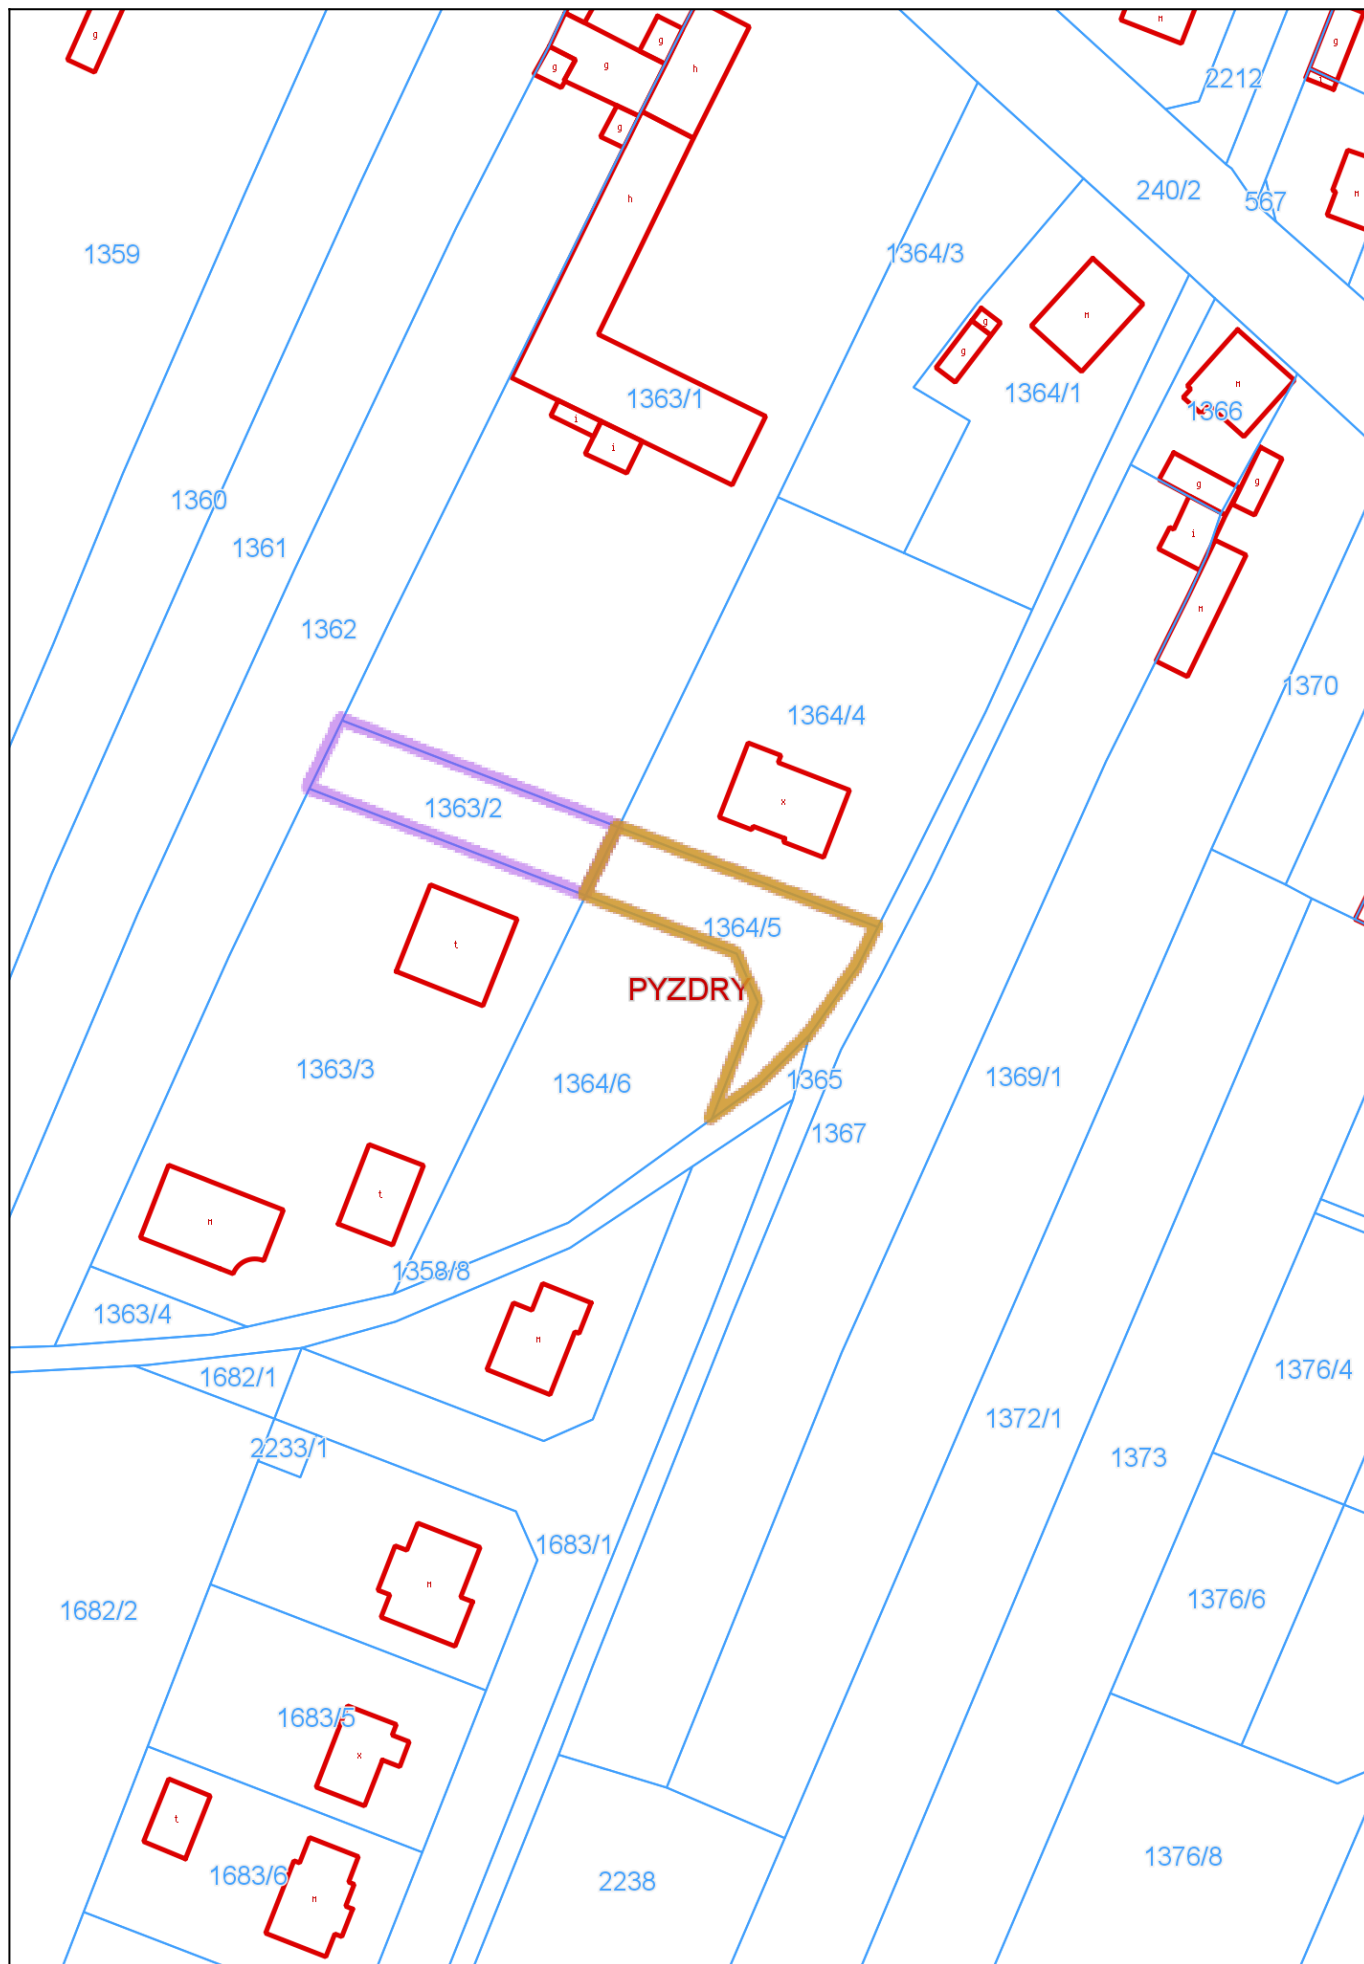 g
M
g
g
g
h
g
2212
i
g
h
240/2
567
M
1359
1364/3
M
g
g
1364/1
M
1363/1
1366
i
i
g
g
i
1360
1361
M
1362
1370
1364/4
x
1363/2
1364/5
t
PYZDRY
1363/3
1364/6
1365
1369/1
1367
t
M
1358/8
1363/4
M
1682/1
1376/4
1372/1
2233/1
1373
1683/1
M
1682/2
1376/6
1683/5
x
t
1683/6
M
2238
1376/8